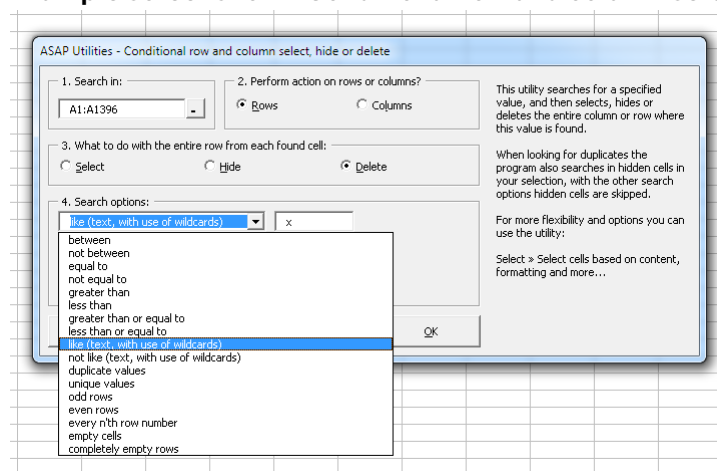 ASAP Utilities - Conditional row and column select, hide or delete
1. Search in:
A1:A1396
2. Perform action on rows or columns?
Rows
Columns
3. What to do with the entire row from each found cell:
Select
Hide
Delete
4. Search options:
like (text, with use of wildcards)
x
between
not between
equal to
not equal to
greater than
less than
greater than or equal to
less than or equal to
like (text, with use of wildcards)
not like (text, with use of wildcards)
duplicate values
unique values
odd rows
even rows
every n'th row number
empty cells
completely empty rows
OK
This utility searches for a specified
value, and then selects, hides or
deletes the entire column or row where
this value is found.
When looking for duplicates the
program also searches in hidden cells in
your selection, with the other search
options hidden cells are skipped.
For more flexibility and options you can
use the utility:
Select » Select cells based on content,
formatting and more...